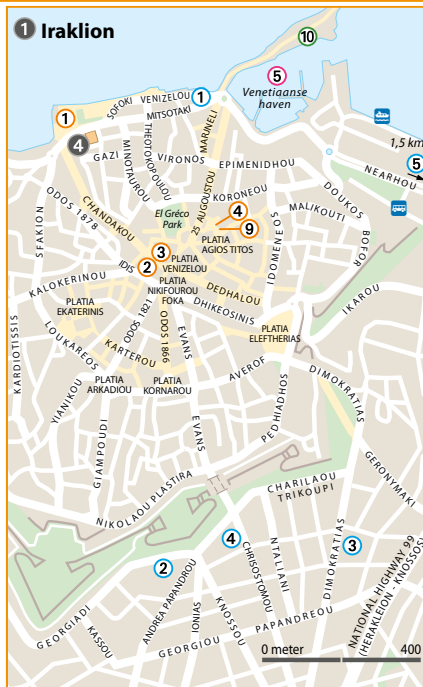 1 Iraklion
10
5
Venetiaanse
haven
1
1
SOFOKI VENIZELOU
MITSOTAKI
4
1,5 km
5
GAZI
MINOTAUROU
THEOTOKOPOULOU
VIRONOS
MARINELI
EPIMENIDHOU
NEARHOU
ODOS 1878
CHANDAKOU
El Gréco
Park
25 AUGOUSTOU
KORONEOU
4
9
PLATIA
AGIOS TITOS
MALIKOUTI
DOUKOS
BOFOR
SFAKION
IDIS
3
2
PLATIA
VENIZELOU
IDOMENEOS
KALOKERINOU
PLATIA
NIKIFOUROU
FOKA
DEDHALOU
DHIKEOSINIS
IKAROU
PLATIA
EKATERINIS
ODOS 1821
ODOS 1866
EVANS
PLATIA
ELEFTHERIAS
KARDIOTISSIS
LOUKAREOS
KARTEROU
PLATIA
ARKADIOU
PLATIA
KORNAROU
AVEROF
DIMOKRATIAS
YIANIKOU
GIAMPOUDI
EVANS
PEDHIADHOS
GERONYMAKI
NIKOLAOU PLASTIRA
CHARILAOU
TRIKOUPI
4
2
3
CHRISOSTOMOU
NTALIANI
DIMOKRATIAS
NATIONAL HIGHWAY 99
(HERAKLEION - KNOSSOS)
GEORGIADI
KASSOU
ANDREA PAPANDROU
IONIAS
KNOSSOU
GEORGIOU PAPANDREOU
0 meter 400